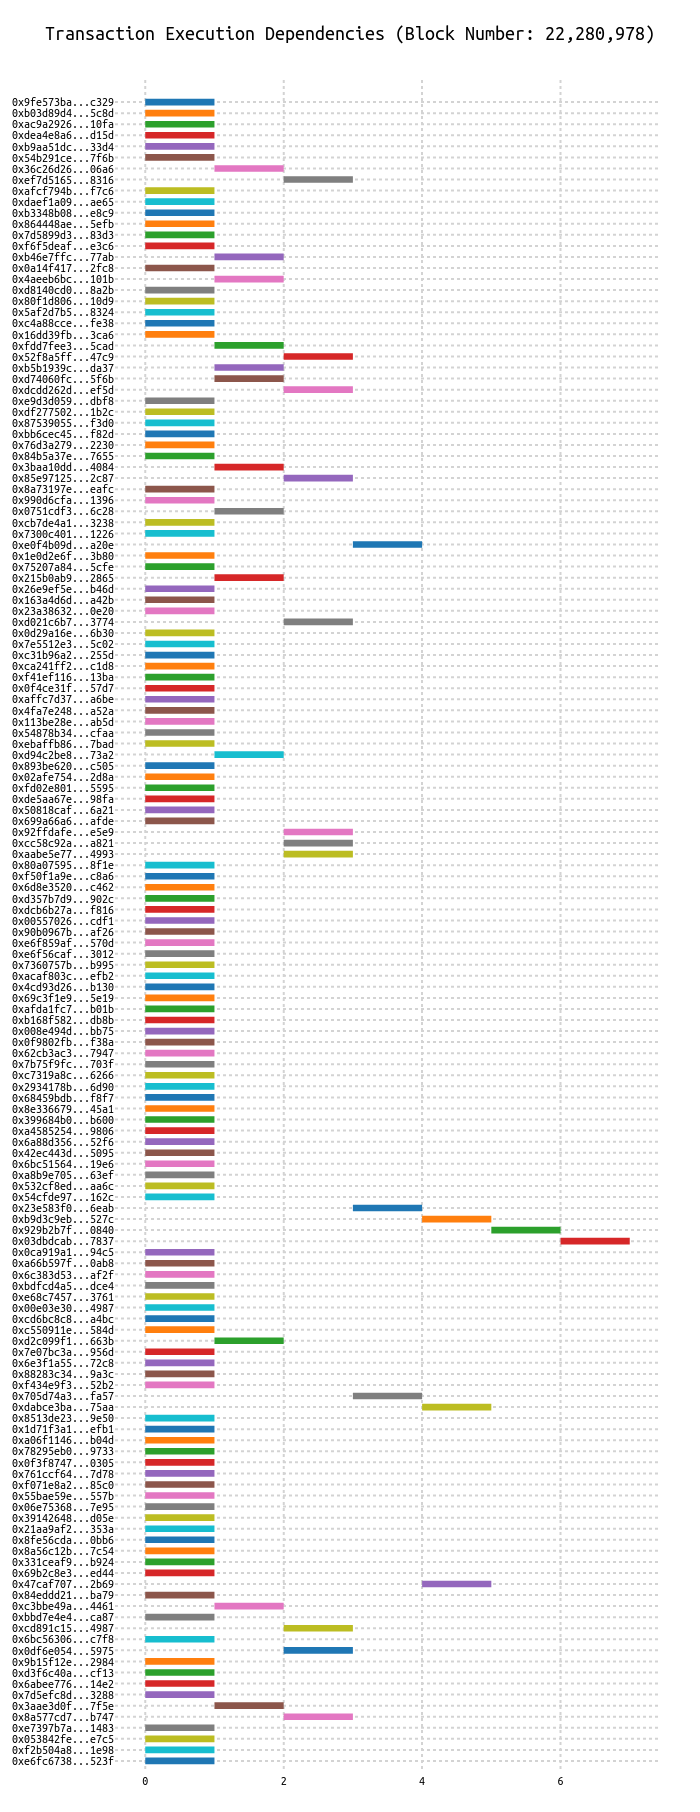 Transaction Execution Dependencies (Block Number: 22,280,978)
0x9fe573ba...c329
0xb03d89d4...5c8d
0xac9a2926...10fa
0xdea4e8a6...d15d
0xb9aa51dc...33d4
0x54b291ce...7f6b
0x36c26d26...06a6
0xef7d5165...8316
0xafcf794b...f7c6
0xdaef1a09...ae65
0xb3348b08...e8c9
0x864448ae...5efb
0x7d5899d3...83d3
0xf6f5deaf...e3c6
0xb46e7ffc...77ab
0x0a14f417...2fc8
0x4aeeb6bc...101b
0xd8140cd0...8a2b
0x80f1d806...10d9
0x5af2d7b5...8324
0xc4a88cce...fe38
0x16dd39fb...3ca6
0xfdd7fee3...5cad
0x52f8a5ff...47c9
0xb5b1939c...da37
0xd74060fc...5f6b
0xdcdd262d...ef5d
0xe9d3d059...dbf8
0xdf277502...1b2c
0x87539055...f3d0
0xbb6cec45...f82d
0x76d3a279...2230
0x84b5a37e...7655
0x3baa10dd...4084
0x85e97125...2c87
0x8a73197e...eafc
0x990d6cfa...1396
0x0751cdf3...6c28
0xcb7de4a1...3238
0x7300c401...1226
0xe0f4b09d...a20e
0x1e0d2e6f...3b80
0x75207a84...5cfe
0x215b0ab9...2865
0x26e9ef5e...b46d
0x163a4d6d...a42b
0x23a38632...0e20
0xd021c6b7...3774
0x0d29a16e...6b30
0x7e5512e3...5c02
0xc31b96a2...255d
0xca241ff2...c1d8
0xf41ef116...13ba
0x0f4ce31f...57d7
0xaffc7d37...a6be
0x4fa7e248...a52a
0x113be28e...ab5d
0x54878b34...cfaa
0xebaffb86...7bad
0xd94c2be8...73a2
0x893be620...c505
0x02afe754...2d8a
0xfd02e801...5595
0xde5aa67e...98fa
0x50818caf...6a21
0x699a66a6...afde
0x92ffdafe...e5e9
0xcc58c92a...a821
0xaabe5e77...4993
0x80a07595...8f1e
0xf50f1a9e...c8a6
0x6d8e3520...c462
0xd357b7d9...902c
0xdcb6b27a...f816
0x00557026...cdf1
0x90b0967b...af26
0xe6f859af...570d
0xe6f56caf...3012
0x7360757b...b995
0xacaf803c...efb2
0x4cd93d26...b130
0x69c3f1e9...5e19
0xafda1fc7...b01b
0xb168f582...db8b
0x008e494d...bb75
0x0f9802fb...f38a
0x62cb3ac3...7947
0x7b75f9fc...703f
0xc7319a8c...6266
0x2934178b...6d90
0x68459bdb...f8f7
0x8e336679...45a1
0x399684b0...b600
0xa4585254...9806
0x6a88d356...52f6
0x42ec443d...5095
0x6bc51564...19e6
0xa8b9e705...63ef
0x532cf8ed...aa6c
0x54cfde97...162c
0x23e583f0...6eab
0xb9d3c9eb...527c
0x929b2b7f...0840
0x03dbdcab...7837
0x0ca919a1...94c5
0xa66b597f...0ab8
0x6c383d53...af2f
0xbdfcd4a5...dce4
0xe68c7457...3761
0x00e03e30...4987
0xcd6bc8c8...a4bc
0xc550911e...584d
0xd2c099f1...663b
0x7e07bc3a...956d
0x6e3f1a55...72c8
0x88283c34...9a3c
0xf434e9f3...52b2
0x705d74a3...fa57
0xdabce3ba...75aa
0x8513de23...9e50
0x1d71f3a1...efb1
0xa06f1146...b04d
0x78295eb0...9733
0x0f3f8747...0305
0x761ccf64...7d78
0xf071e8a2...85c0
0x55bae59e...557b
0x06e75368...7e95
0x39142648...d05e
0x21aa9af2...353a
0x8fe56cda...0bb6
0x8a56c12b...7c54
0x331ceaf9...b924
0x69b2c8e3...ed44
0x47caf707...2b69
0x84eddd21...ba79
0xc3bbe49a...4461
0xbbd7e4e4...ca87
0xcd891c15...4987
0x6bc56306...c7f8
0x0df6e054...5975
0x9b15f12e...2984
0xd3f6c40a...cf13
0x6abee776...14e2
0x7d5efc8d...3288
0x3aae3d0f...7f5e
0x8a577cd7...b747
0xe7397b7a...1483
0x053842fe...e7c5
0xf2b504a8...1e98
0xe6fc6738...523f
0 2 4 6